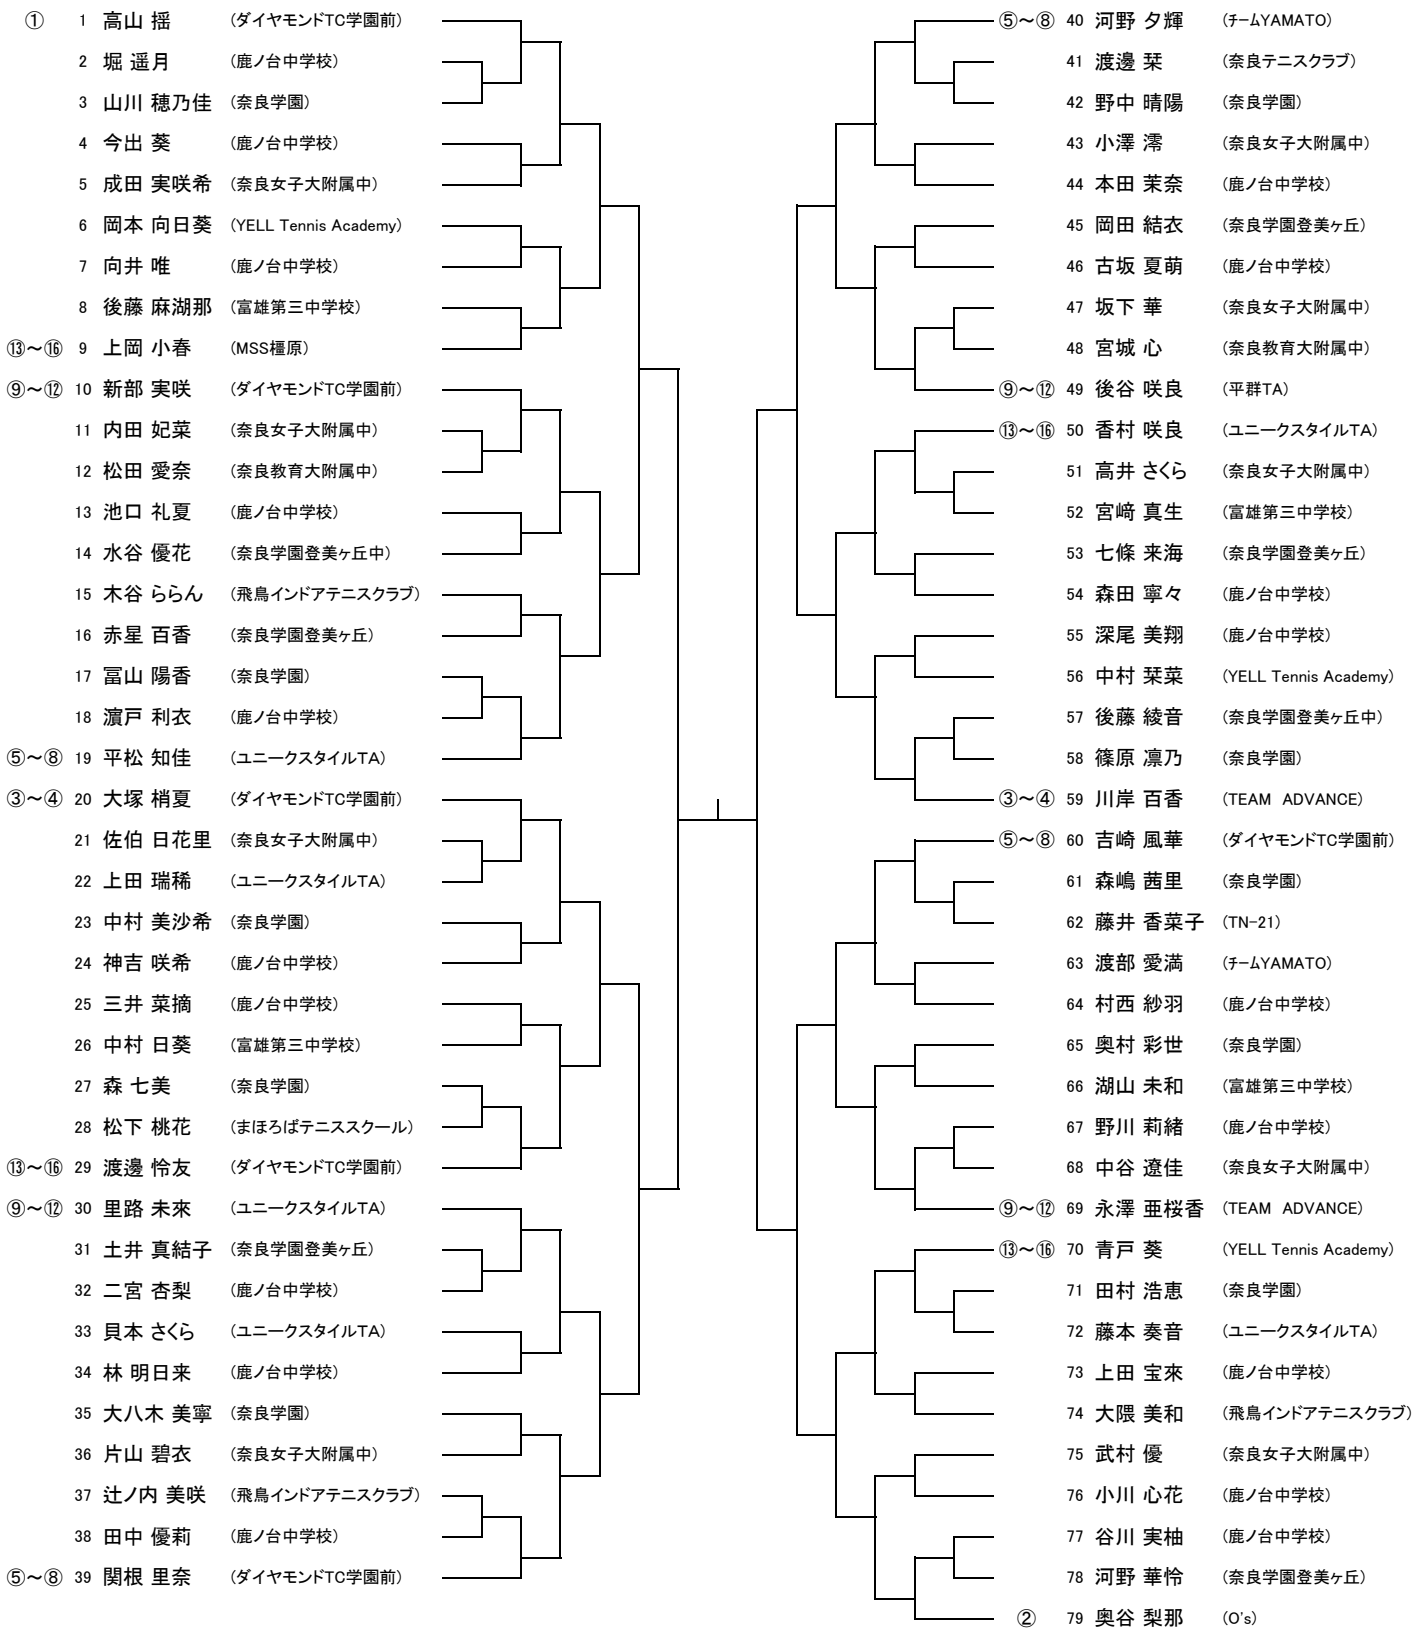 ① 1 高山 揺 (ダイヤモンドTC学園前)
2 堀 遥月 (鹿ノ台中学校)
3 山川 穂乃佳 (奈良学園)
4 今出 葵 (鹿ノ台中学校)
5 成田 実咲希 (奈良女子大附属中)
6 岡本 向日葵 (YELL Tennis Academy)
7 向井 唯 (鹿ノ台中学校)
8 後藤 麻湖那 (富雄第三中学校)
⑬～⑯ 9 上岡 小春 (MSS橿原)
⑨～⑫ 10 新部 実咲 (ダイヤモンドTC学園前)
11 内田 妃菜 (奈良女子大附属中)
12 松田 愛奈 (奈良教育大附属中)
13 池口 礼夏 (鹿ノ台中学校)
14 水谷 優花 (奈良学園登美ヶ丘中)
15 木谷 ららん (飛鳥インドアテニスクラブ)
16 赤星 百香 (奈良学園登美ヶ丘)
17 冨山 陽香 (奈良学園)
18 濵戸 利衣 (鹿ノ台中学校)
⑤～⑧ 19 平松 知佳 (ユニークスタイルTA)
③～④ 20 大塚 梢夏 (ダイヤモンドTC学園前)
21 佐伯 日花里 (奈良女子大附属中)
22 上田 瑞稀 (ユニークスタイルTA)
23 中村 美沙希 (奈良学園)
24 神吉 咲希 (鹿ノ台中学校)
25 三井 菜摘 (鹿ノ台中学校)
26 中村 日葵 (富雄第三中学校)
27 森 七美 (奈良学園)
28 松下 桃花 (まほろばテニススクール)
⑬～⑯ 29 渡邊 怜友 (ダイヤモンドTC学園前)
⑨～⑫ 30 里路 未來 (ユニークスタイルTA)
31 土井 真結子 (奈良学園登美ヶ丘)
32 二宮 杏梨 (鹿ノ台中学校)
33 貝本 さくら (ユニークスタイルTA)
34 林 明日来 (鹿ノ台中学校)
35 大八木 美寧 (奈良学園)
36 片山 碧衣 (奈良女子大附属中)
37 辻ノ内 美咲 (飛鳥インドアテニスクラブ)
38 田中 優莉 (鹿ノ台中学校)
⑤～⑧ 39 関根 里奈 (ダイヤモンドTC学園前)
⑤～⑧ 40 河野 夕輝 (ﾁｰﾑYAMATO)
41 渡邊 栞 (奈良テニスクラブ)
42 野中 晴陽 (奈良学園)
43 小澤 澪 (奈良女子大附属中)
44 本田 茉奈 (鹿ノ台中学校)
45 岡田 結衣 (奈良学園登美ヶ丘)
46 古坂 夏萌 (鹿ノ台中学校)
47 坂下 華 (奈良女子大附属中)
48 宮城 心 (奈良教育大附属中)
⑨～⑫ 49 後谷 咲良 (平群TA)
⑬～⑯ 50 香村 咲良 (ユニークスタイルTA)
51 高井 さくら (奈良女子大附属中)
52 宮﨑 真生 (富雄第三中学校)
53 七條 来海 (奈良学園登美ヶ丘)
54 森田 寧々 (鹿ノ台中学校)
55 深尾 美翔 (鹿ノ台中学校)
56 中村 栞菜 (YELL Tennis Academy)
57 後藤 綾音 (奈良学園登美ヶ丘中)
58 篠原 凛乃 (奈良学園)
③～④ 59 川岸 百香 (TEAM ADVANCE)
⑤～⑧ 60 吉崎 風華 (ダイヤモンドTC学園前)
61 森嶋 茜里 (奈良学園)
62 藤井 香菜子 (TN-21)
63 渡部 愛満 (ﾁｰﾑYAMATO)
64 村西 紗羽 (鹿ノ台中学校)
65 奥村 彩世 (奈良学園)
66 湖山 未和 (富雄第三中学校)
67 野川 莉緒 (鹿ノ台中学校)
68 中谷 遼佳 (奈良女子大附属中)
⑨～⑫ 69 永澤 亜桜香 (TEAM ADVANCE)
⑬～⑯ 70 青戸 葵 (YELL Tennis Academy)
71 田村 浩恵 (奈良学園)
72 藤本 奏音 (ユニークスタイルTA)
73 上田 宝來 (鹿ノ台中学校)
74 大隈 美和 (飛鳥インドアテニスクラブ)
75 武村 優 (奈良女子大附属中)
76 小川 心花 (鹿ノ台中学校)
77 谷川 実柚 (鹿ノ台中学校)
78 河野 華怜 (奈良学園登美ヶ丘)
② 79 奥谷 梨那 (O's)